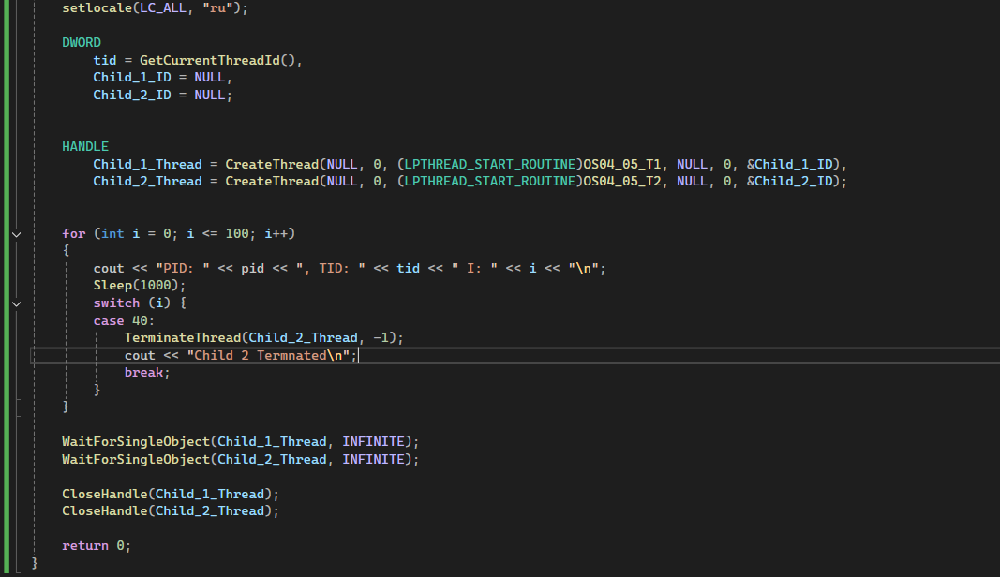 setlocale(LC_ALL, "ru");
DWORD
tid = GetCurrentThreadId(),
Child_1_ID = NULL,
Child_2_ID = NULL;
HANDLE
Child_1_Thread = CreateThread(NULL, 0, (LPTHREAD_START_ROUTINE)OS04_05_T1, NULL, 0, &Child_1_ID),
Child_2_Thread = CreateThread(NULL, 0, (LPTHREAD_START_ROUTINE)OS04_05_T2, NULL, 0, &Child_2_ID);
for (int i = 0; i <= 100; i++)
{
cout << "PID: " << pid << ", TID: " << tid << " I: " << i << "\n";
Sleep(1000);
switch (i) {
case 40:
TerminateThread(Child_2_Thread, -1);
cout << "Child 2 Termnated\n";
break;
}
}
WaitForSingleObject(Child_1_Thread, INFINITE);
WaitForSingleObject(Child_2_Thread, INFINITE);
CloseHandle(Child_1_Thread);
CloseHandle(Child_2_Thread);
return 0;
}